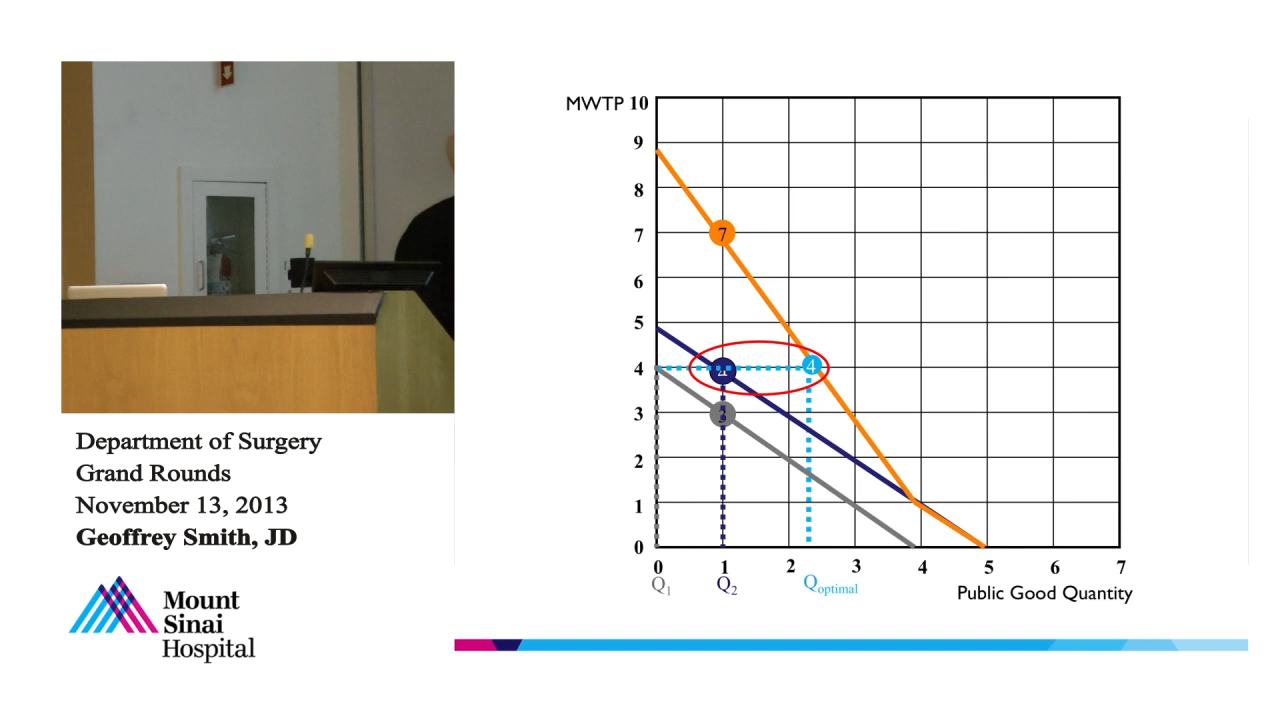 MWTP 10
9
8
7
6
5
4
3
2
1
0
7
4
4
3
0 1 2 3 4 5 6 7
Q1 Q2 Qoptimal
Public Good Quantity
Department of Surgery
Grand Rounds
November 13, 2013
Geoffrey Smith, JD
Mount
Sinai
Hospital